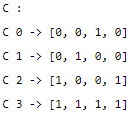 C :
C 0 -> [0, 0, 1, 0]
C 1 -> [0, 1, 0, 0]
C 2 -> [1, 0, 0, 1]
C 3 -> [1, 1, 1, 1]